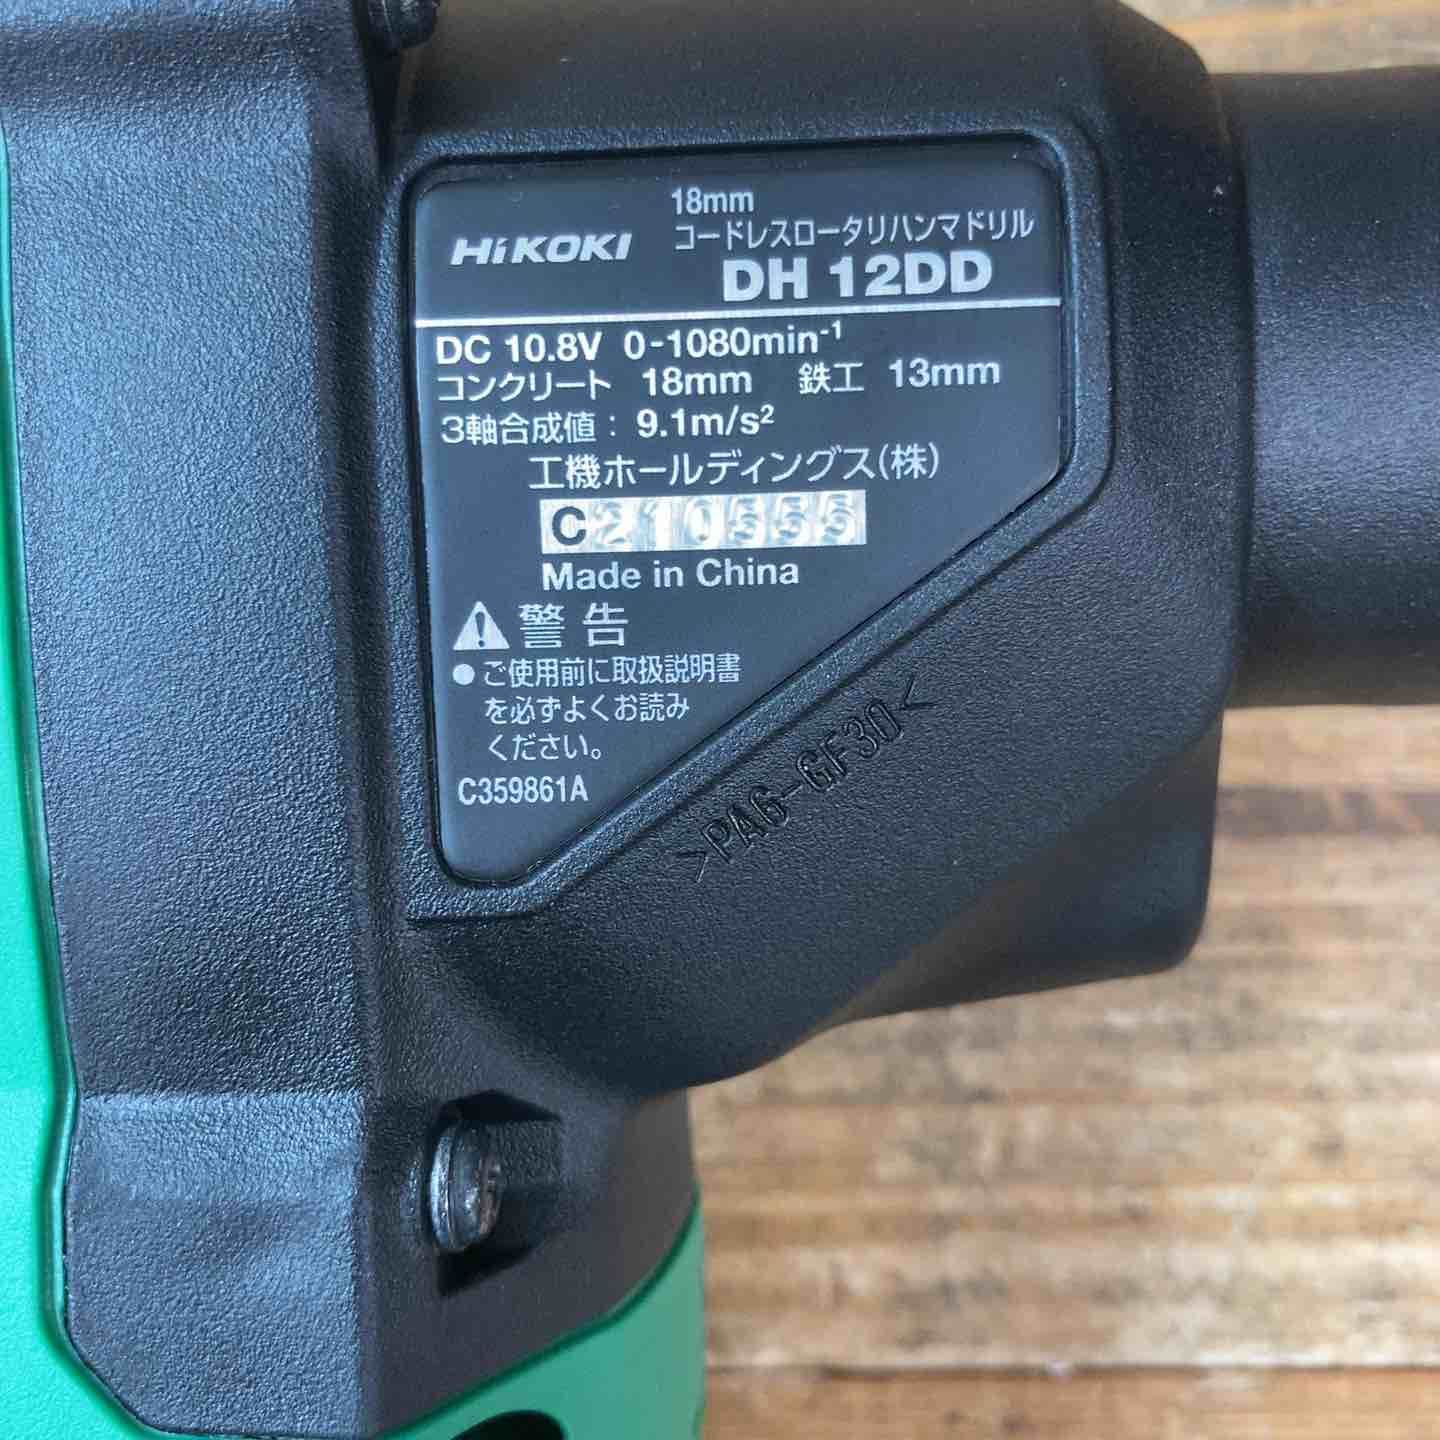 18mm
HiKOKI コードレスロータリハンマドリル
DH 12DD
DC 10.8V 0-1080min⁻¹
コンクリート 18mm 鉄工 13mm
3軸合成値 : 9.1m/s²
工機ホールディングス(株)
C210555
Made in China
警告
●ご使用前に取扱説明書
を必ずよくお読み
ください。
C359861A
>PA6-GF30<